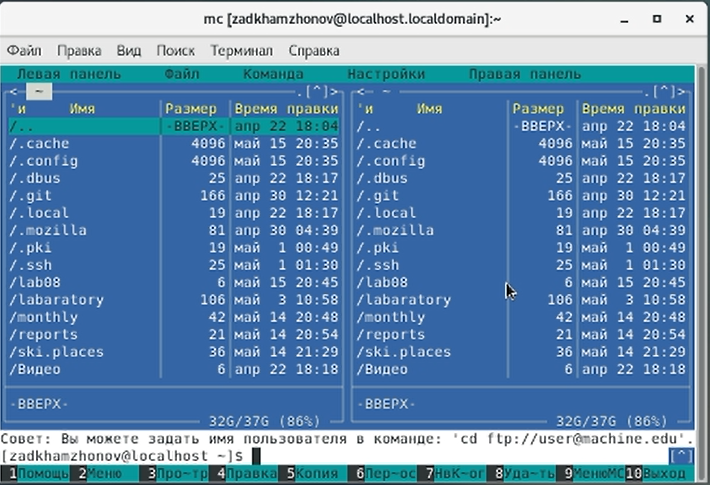 mc [zadkhamzhonov@localhost.localdomain]:~
Файл Правка Вид Поиск Терминал Справка
Левая панель Файл Команда Настройки Правая панель
<─ ~ ─.[^]> <─ ~ ─.[^]>
'и Имя Размер Время правки 'и Имя Размер Время правки
/.. -ВВЕРХ- апр 22 18:04 /.. -ВВЕРХ- апр 22 18:04
/.cache 4096 май 15 20:35 /.cache 4096 май 15 20:35
/.config 4096 май 15 20:35 /.config 4096 май 15 20:35
/.dbus 25 апр 22 18:17 /.dbus 25 апр 22 18:17
/.git 166 апр 30 12:21 /.git 166 апр 30 12:21
/.local 19 апр 22 18:17 /.local 19 апр 22 18:17
/.mozilla 81 апр 30 04:39 /.mozilla 81 апр 30 04:39
/.pki 19 май 1 00:49 /.pki 19 май 1 00:49
/.ssh 25 май 1 01:30 /.ssh 25 май 1 01:30
/lab08 6 май 15 20:45 /lab08 6 май 15 20:45
/labaratory 106 май 3 10:58 /labaratory 106 май 3 10:58
/monthly 42 май 14 20:48 /monthly 42 май 14 20:48
/reports 21 май 14 20:54 /reports 21 май 14 20:54
/ski.places 36 май 14 21:29 /ski.places 36 май 14 21:29
/Видео 6 апр 22 18:18 /Видео 6 апр 22 18:18
-ВВЕРХ- -ВВЕРХ-
32G/37G (86%) 32G/37G (86%)
Совет: Вы можете задать имя пользователя в команде: 'cd ftp://user@machine.edu'.
[zadkhamzhonov@localhost ~]$ [^]
1Помощь 2Меню 3Про~тр 4Правка 5Копия 6Пер~ос 7НвК~ог 8Уда~ть 9МенюMC 10Выход